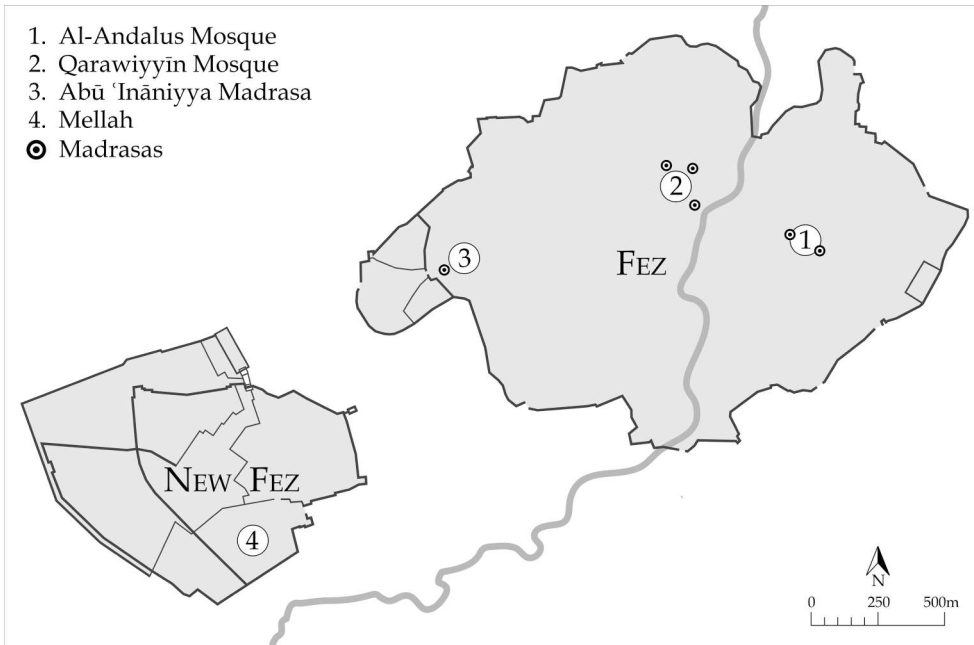 1. Al-Andalus Mosque
2. Qarawiyyīn Mosque
3. Abū ʿInāniyya Madrasa
4. Mellah
Madrasas
2
1
3
Fez
New Fez
4
N
0 250 500m